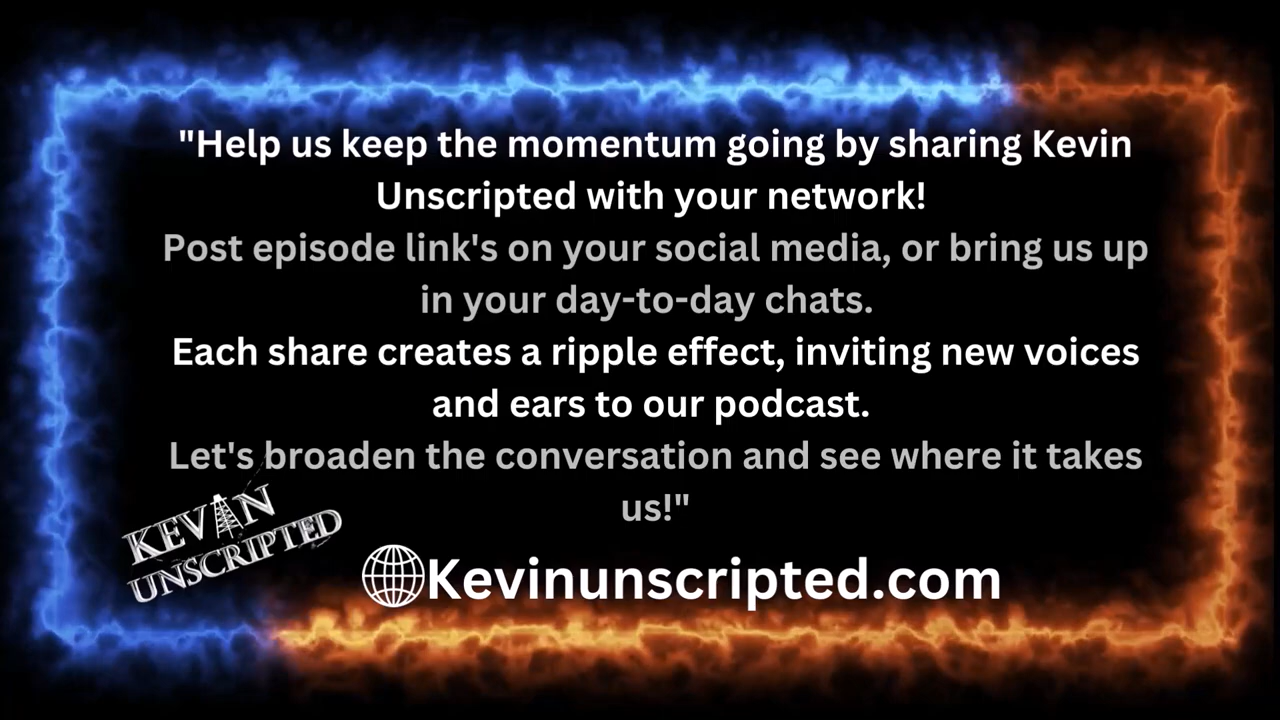 "Help us keep the momentum going by sharing Kevin
Unscripted with your network!
Post episode link's on your social media, or bring us up
in your day-to-day chats.
Each share creates a ripple effect, inviting new voices
and ears to our podcast.
Let's broaden the conversation and see where it takes
us!"
KEVIN
UNSCRIPTED
Kevinunscripted.com